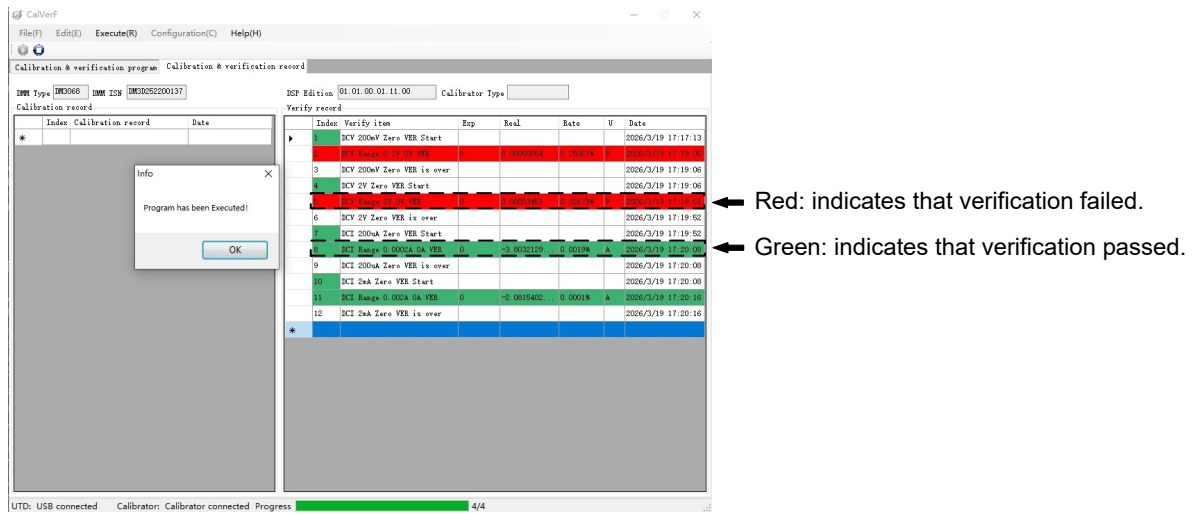 CalVerF
File(F) Edit(E) Execute(R) Configuration(C) Help(H)
Calibration & verification program Calibration & verification record
DMM Type DM3068 DMM ISN DM3D252200137 DSP Edition 01.01.00.01.11.00 Calibrator Type
Calibration record
Index Calibration record Date
*
Verify record
Index Verify item Exp Real Rate U Date
1 DCV 200mV Zero VER Start 2026/3/19 17:17:13
2 DCV Range 0.2V 0V VER 0 0.00050054 0.25027% V 2026/3/19 17:19:05
3 DCV 200mV Zero VER is over 2026/3/19 17:19:06
4 DCV 2V Zero VER Start 2026/3/19 17:19:06
5 DCV Range 2V 0V VER 0 0.00053451 0.02673% V 2026/3/19 17:19:51
6 DCV 2V Zero VER is over 2026/3/19 17:19:52
7 DCI 200uA Zero VER Start 2026/3/19 17:19:52
8 DCI Range 0.0002A 0A VER 0 -3.8032129... 0.0019% A 2026/3/19 17:20:08
9 DCI 200uA Zero VER is over 2026/3/19 17:20:08
10 DCI 2mA Zero VER Start 2026/3/19 17:20:08
11 DCI Range 0.002A 0A VER 0 -2.0815402... 0.0001% A 2026/3/19 17:20:16
12 DCI 2mA Zero VER is over 2026/3/19 17:20:16
*
Info
Program has been Executed!
OK
Red: indicates that verification failed.
Green: indicates that verification passed.
UTD: USB connected Calibrator: Calibrator connected Progress 4/4